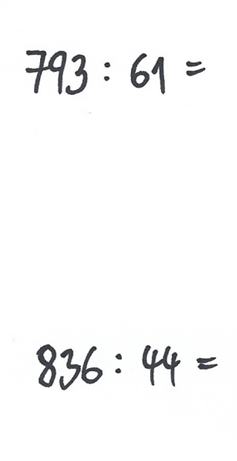 793 : 61 =
836 : 44 =